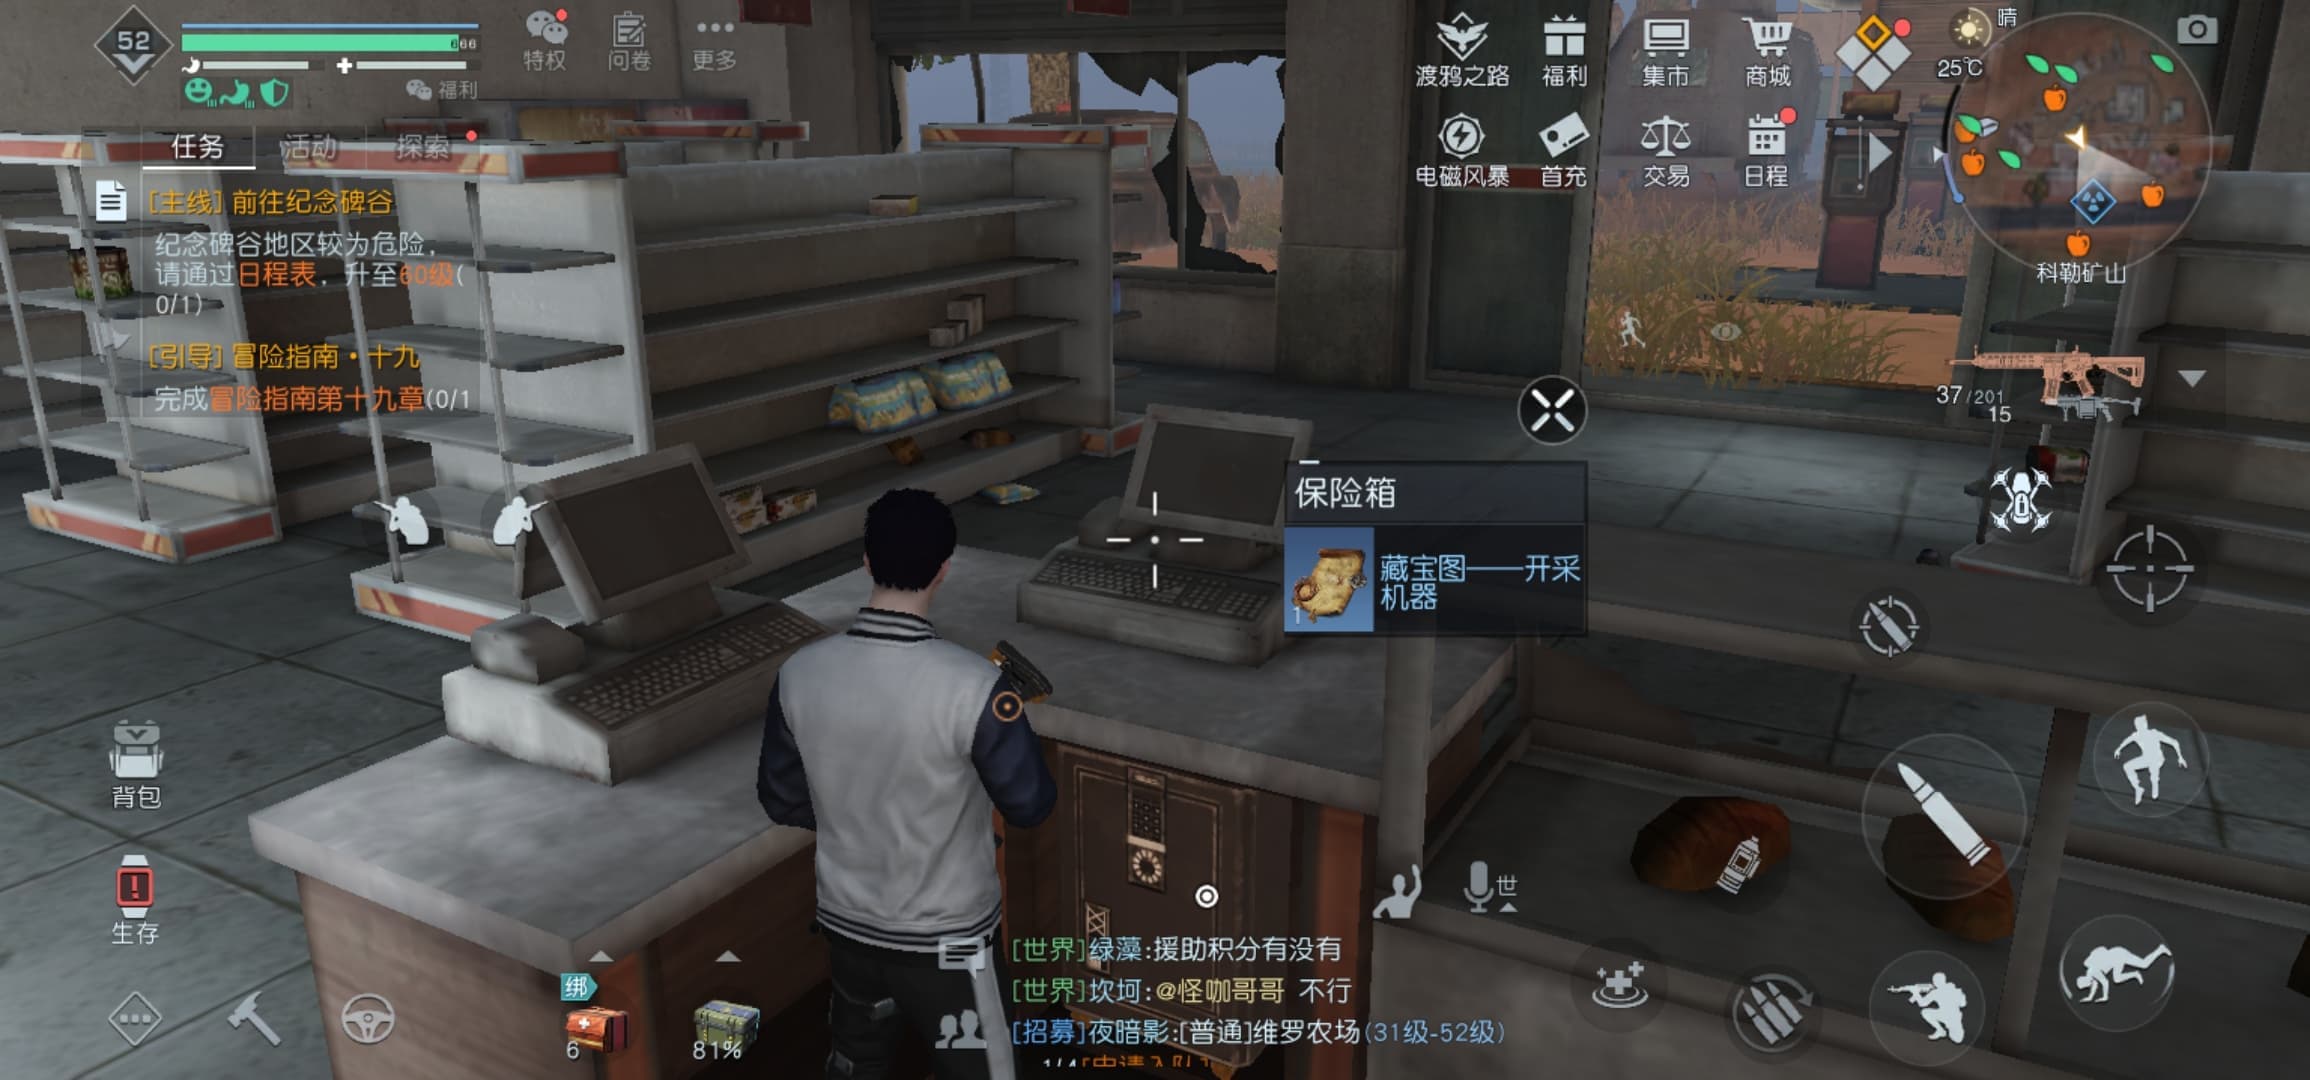 52
666
特权
问卷
更多
福利
任务
活动
探索
[主线] 前往纪念碑谷
纪念碑谷地区较为危险，
请通过日程表，升至60级(
0/1)
[引导] 冒险指南·十九
完成冒险指南第十九章(0/1
渡鸦之路
福利
集市
商城
电磁风暴
首充
交易
日程
晴
25℃
科勒矿山
37/201
15
保险箱
藏宝图——开采
机器
1
背包
生存
世
[世界]绿藻:援助积分有没有
[世界]坎坷:@怪咖哥哥 不行
[招募]夜暗影:[普通]维罗农场(31级-52级)
绑
6
81%